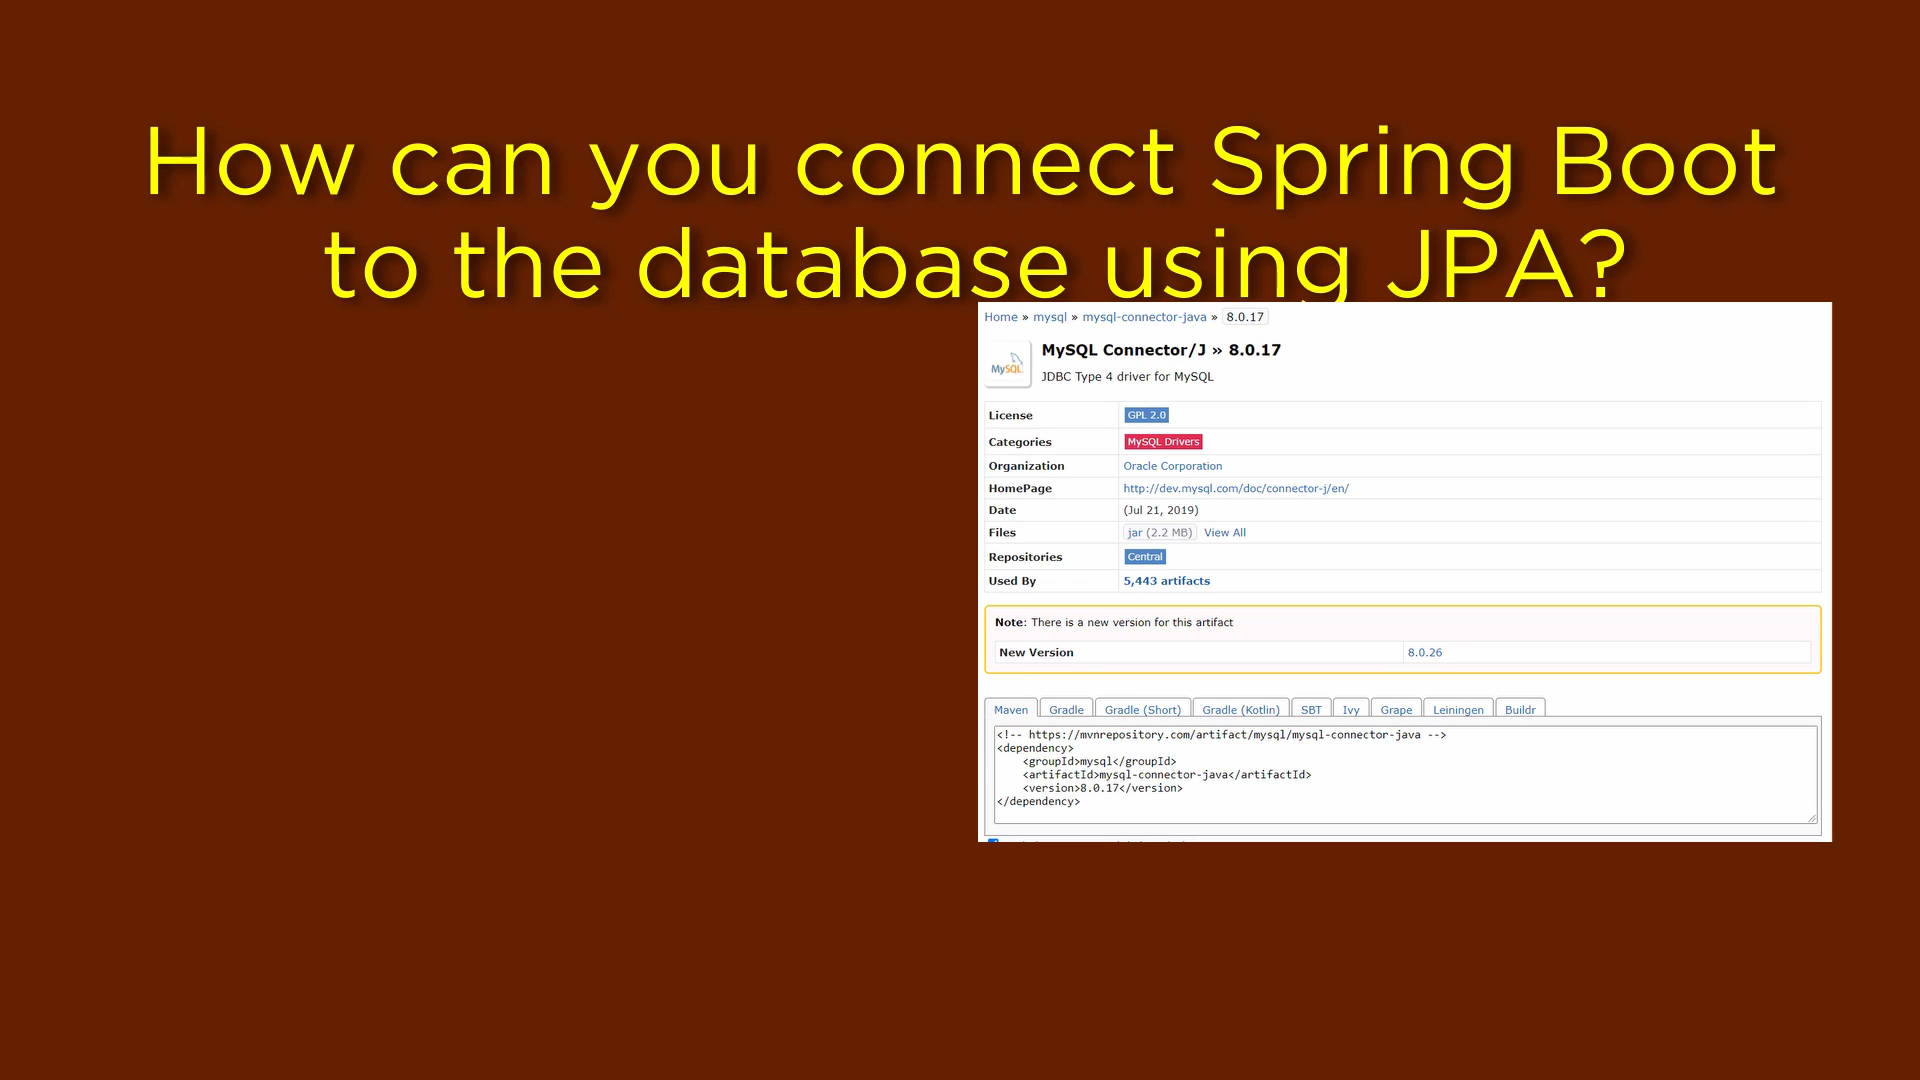 How can you connect Spring Boot
to the database using JPA?
Home » mysql » mysql-connector-java » 8.0.17
MySQL
MySQL Connector/J » 8.0.17
JDBC Type 4 driver for MySQL
License GPL 2.0
Categories MySQL Drivers
Organization Oracle Corporation
HomePage http://dev.mysql.com/doc/connector-j/en/
Date (Jul 21, 2019)
Files jar (2.2 MB) View All
Repositories Central
Used By 5,443 artifacts
Note: There is a new version for this artifact
New Version 8.0.26
Maven Gradle Gradle (Short) Gradle (Kotlin) SBT Ivy Grape Leiningen Buildr
<!-- https://mvnrepository.com/artifact/mysql/mysql-connector-java -->
<dependency>
    <groupId>mysql</groupId>
    <artifactId>mysql-connector-java</artifactId>
    <version>8.0.17</version>
</dependency>